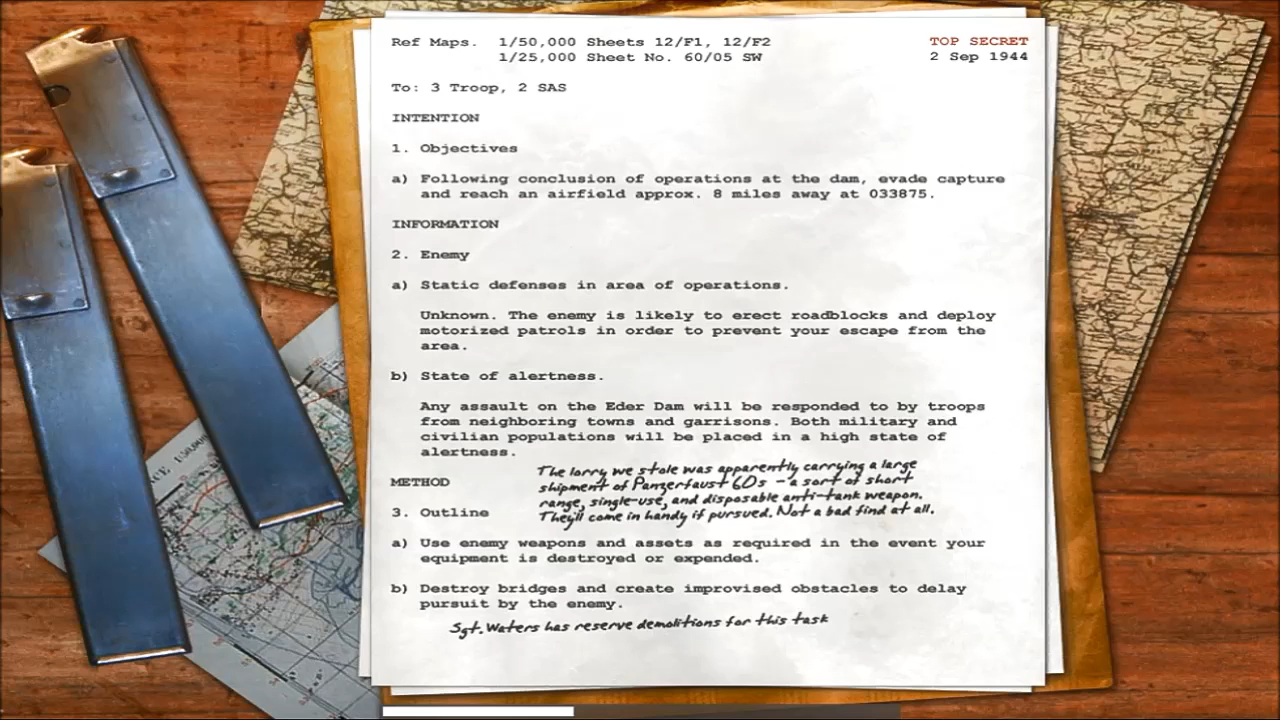 Ref Maps. 1/50,000 Sheets 12/F1, 12/F2
TOP SECRET
1/25,000 Sheet No. 60/05 SW
2 Sep 1944
To: 3 Troop, 2 SAS
INTENTION
1. Objectives
a) Following conclusion of operations at the dam, evade capture
and reach an airfield approx. 8 miles away at 033875.
INFORMATION
2. Enemy
a) Static defenses in area of operations.
Unknown. The enemy is likely to erect roadblocks and deploy
motorized patrols in order to prevent your escape from the
area.
b) State of alertness.
Any assault on the Eder Dam will be responded to by troops
from neighboring towns and garrisons. Both military and
civilian populations will be placed in a high state of
alertness.
The lorry we stole was apparently carrying a large
shipment of Panzerfaust 60s - a sort of short
range, single-use, and disposable anti-tank weapon.
They'll come in handy if pursued. Not a bad find at all.
METHOD
3. Outline
a) Use enemy weapons and assets as required in the event your
equipment is destroyed or expended.
b) Destroy bridges and create improvised obstacles to delay
pursuit by the enemy.
Sgt. Waters has reserve demolitions for this task